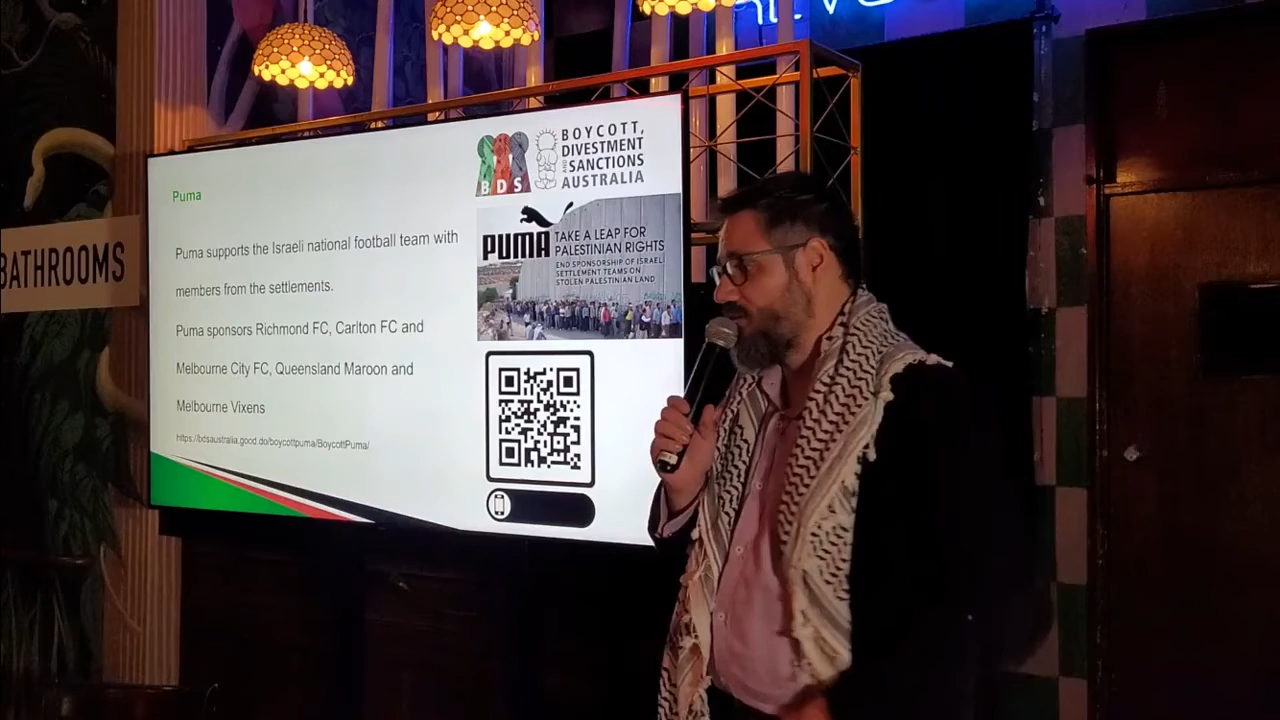 BATHROOMS
Puma
Puma supports the Israeli national football team with
members from the settlements.
Puma sponsors Richmond FC, Carlton FC and
Melbourne City FC, Queensland Maroon and
Melbourne Vixens
https://bdsaustralia.good.do/boycottpuma/BoycottPuma/
BDS
BOYCOTT,
DIVESTMENT
AND SANCTIONS
AUSTRALIA
PUMA
TAKE A LEAP FOR
PALESTINIAN RIGHTS
END SPONSORSHIP OF ISRAELI
SETTLEMENT TEAMS ON
STOLEN PALESTINIAN LAND